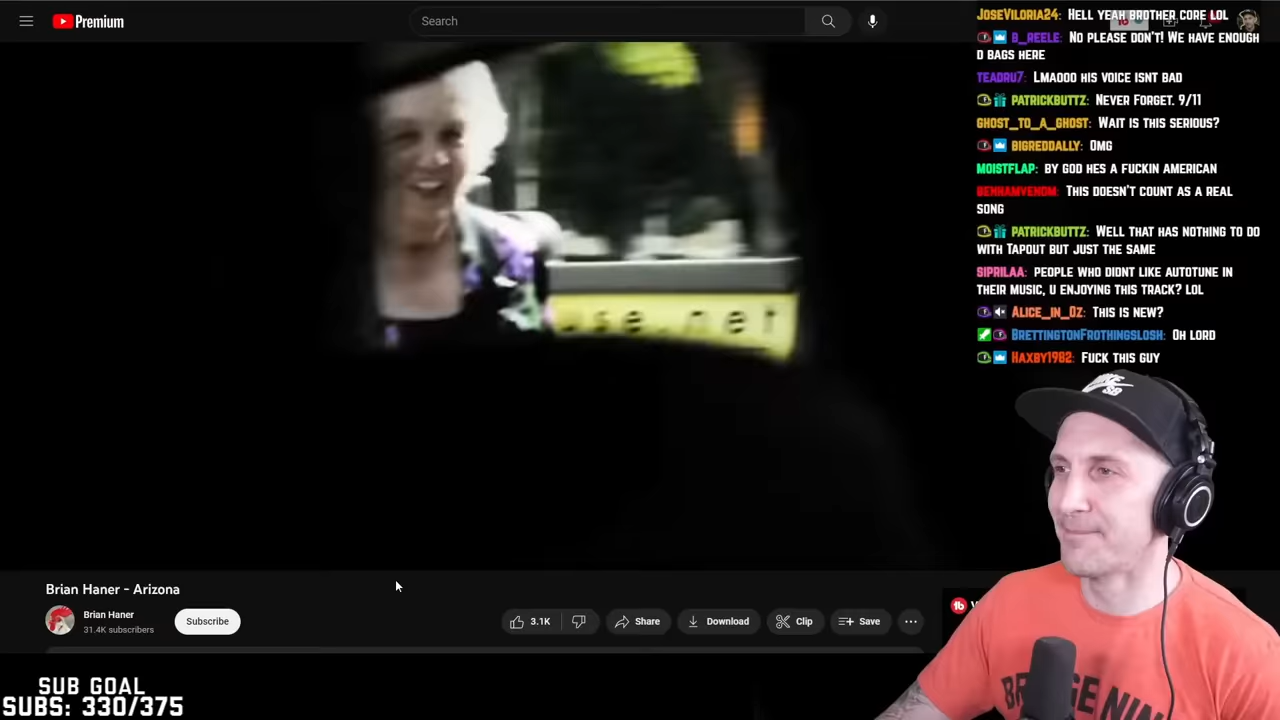 Premium
Search
JoseViloria24: Hell yeah brother core lol
B_Reele: No please don't! We have enough
d bags here
teadru7: Lmaooo his voice isnt bad
PatrickButtz: Never forget. 9/11
ghost_to_a_ghost: Wait is this serious?
bigreddally: omg
moistflap: by god hes a fuckin american
BenHamVenom: This doesn't count as a real
song
PatrickButtz: Well that has nothing to do
with Tapout but just the same
Siprilaa: people who didnt like autotune in
their music, u enjoying this track? lol
Alice_in_Oz: This is new?
BrettingtonFrothingslosh: Oh lord
Haxby1982: Fuck this guy
use.net
Brian Haner - Arizona
Brian Haner
31.4K subscribers
Subscribe
3.1K
Share
Download
Clip
Save
SUB GOAL
SUBS: 330/375